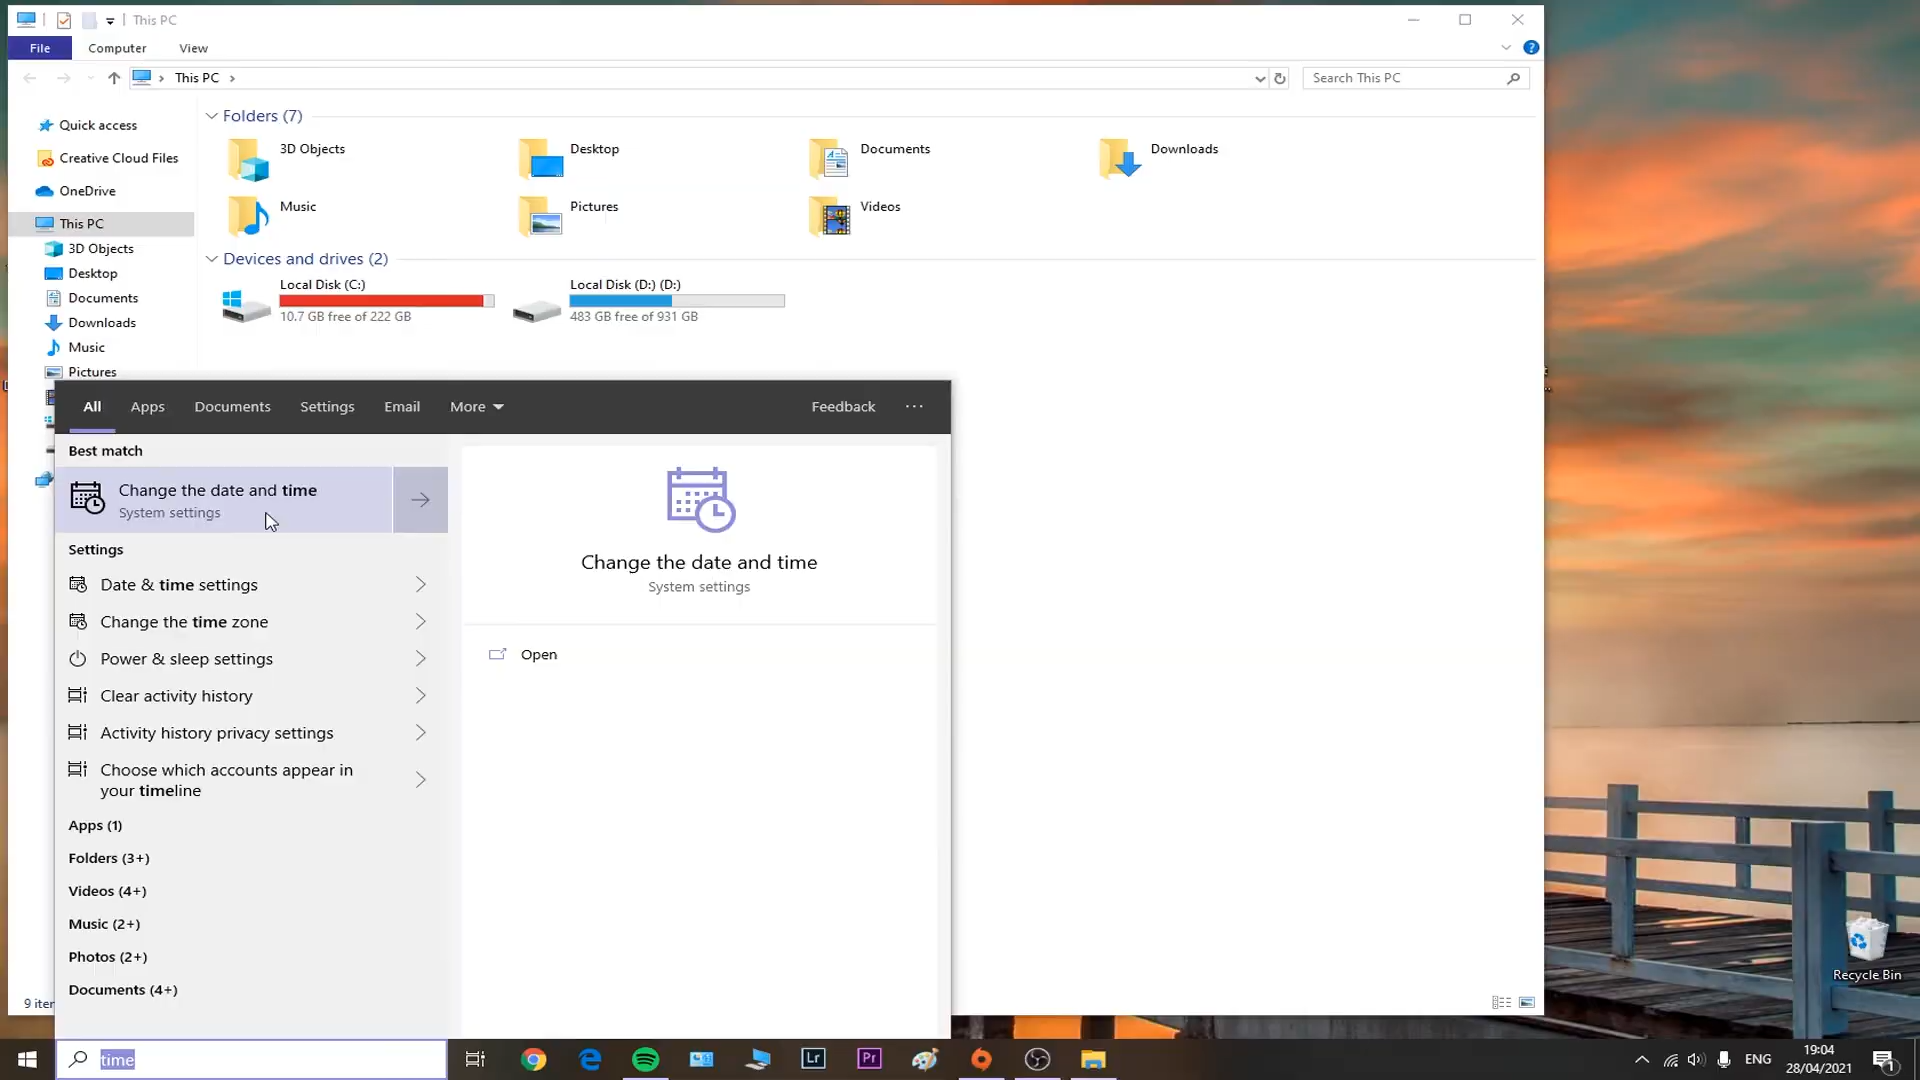 This PC
File
Computer
View
This PC
Search This PC
Quick access
Creative Cloud Files
OneDrive
This PC
3D Objects
Desktop
Documents
Downloads
Music
Pictures
Folders (7)
3D Objects
Desktop
Documents
Downloads
Music
Pictures
Videos
Devices and drives (2)
Local Disk (C:)
10.7 GB free of 222 GB
Local Disk (D:) (D:)
483 GB free of 931 GB
All
Apps
Documents
Settings
Email
More
Feedback
Best match
Change the date and time
System settings
Settings
Date & time settings
Change the time zone
Power & sleep settings
Clear activity history
Activity history privacy settings
Choose which accounts appear in
your timeline
Apps (1)
Folders (3+)
Videos (4+)
Music (2+)
Photos (2+)
Documents (4+)
Change the date and time
System settings
Open
Recycle Bin
time
Lr
Pr
ENG
19:04
28/04/2021
1